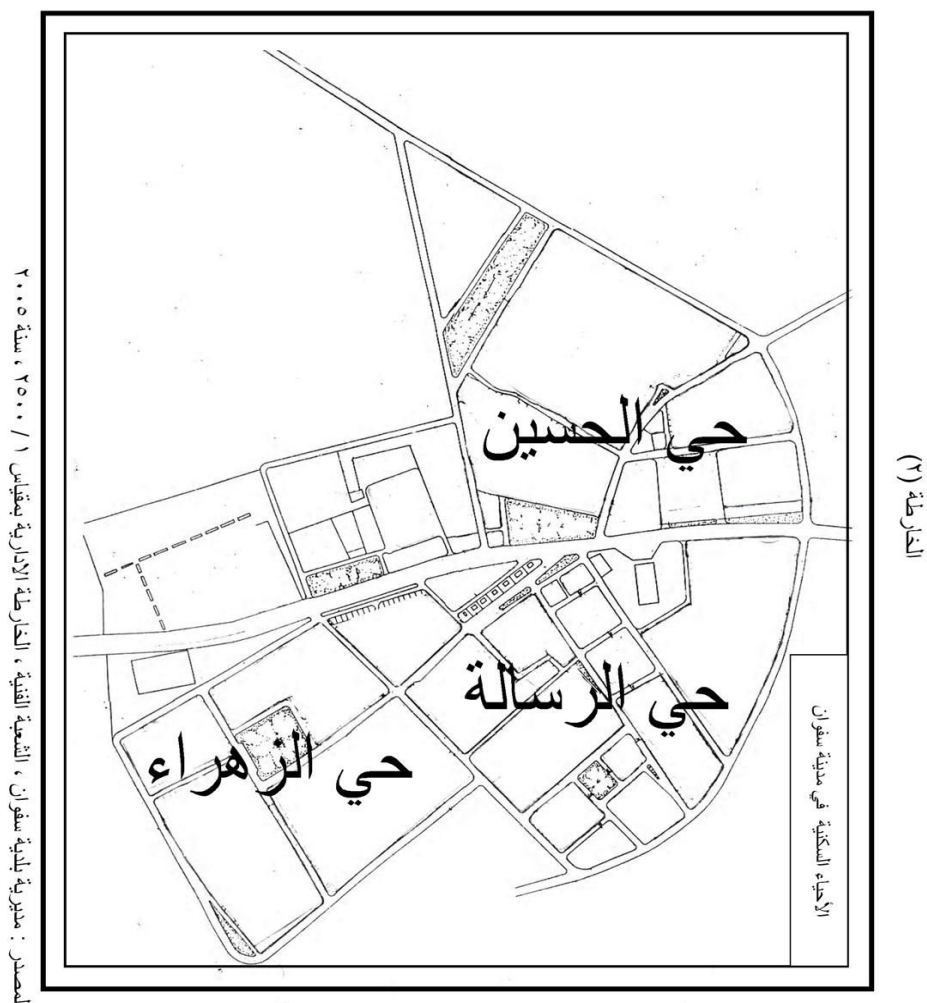 الخارطة (٢)
الأحياء السكنية في مدينة سفوان
حي الحسين
حي الرسالة
حي الزهراء
المصدر : مديرية بلدية سفوان ، الشعبة الفنية ، الخارطة الادارية بمقياس ١ / ٢٥٠٠ ، سنة ٢٠٠٥